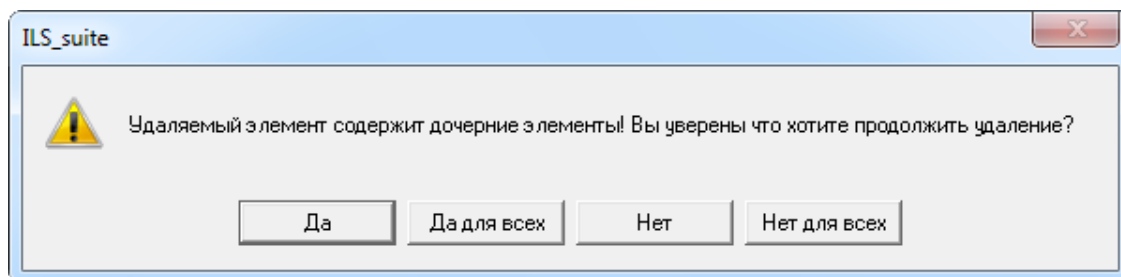 ILS_suite
Удаляемый элемент содержит дочерние элементы! Вы уверены что хотите продолжить удаление?
Да
Да для всех
Нет
Нет для всех